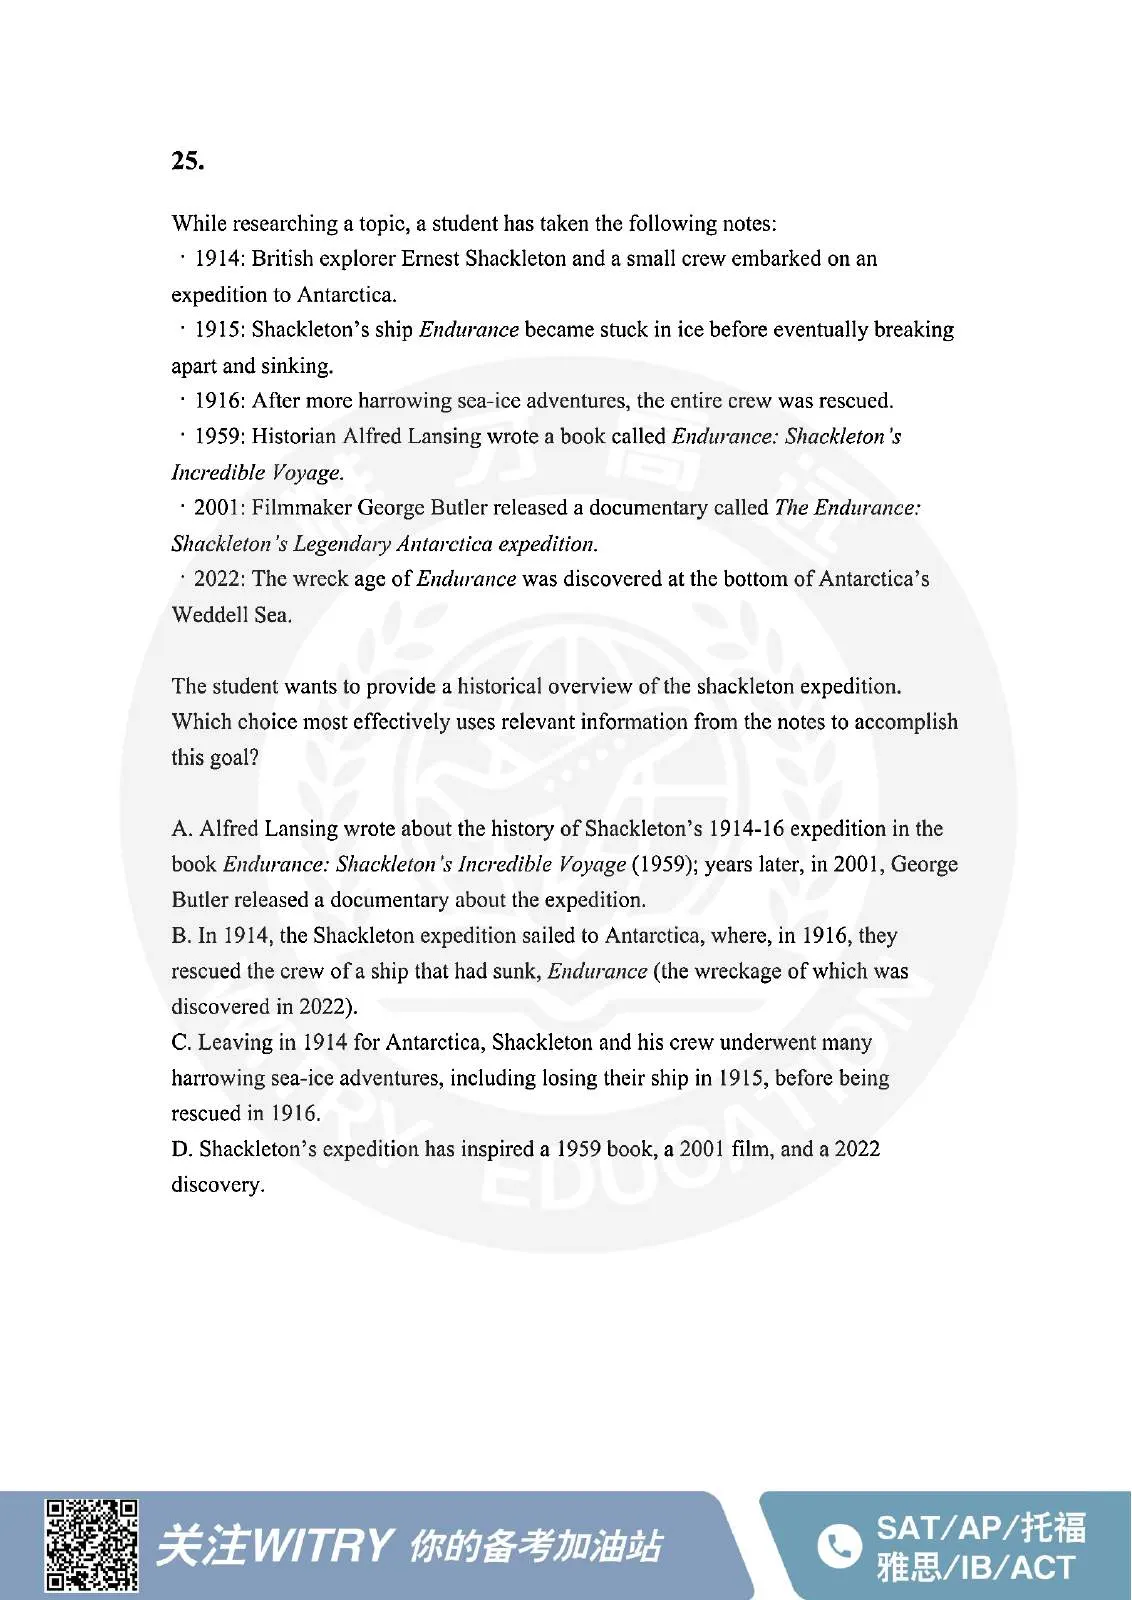 25.
While researching a topic, a student has taken the following notes:
· 1914: British explorer Ernest Shackleton and a small crew embarked on an
expedition to Antarctica.
· 1915: Shackleton's ship Endurance became stuck in ice before eventually breaking
apart and sinking.
· 1916: After more harrowing sea-ice adventures, the entire crew was rescued.
· 1959: Historian Alfred Lansing wrote a book called Endurance: Shackleton's
Incredible Voyage.
· 2001: Filmmaker George Butler released a documentary called The Endurance:
Shackleton's Legendary Antarctica expedition.
· 2022: The wreck age of Endurance was discovered at the bottom of Antarctica's
Weddell Sea.
The student wants to provide a historical overview of the shackleton expedition.
Which choice most effectively uses relevant information from the notes to accomplish
this goal?
A. Alfred Lansing wrote about the history of Shackleton's 1914-16 expedition in the
book Endurance: Shackleton's Incredible Voyage (1959); years later, in 2001, George
Butler released a documentary about the expedition.
B. In 1914, the Shackleton expedition sailed to Antarctica, where, in 1916, they
rescued the crew of a ship that had sunk, Endurance (the wreckage of which was
discovered in 2022).
C. Leaving in 1914 for Antarctica, Shackleton and his crew underwent many
harrowing sea-ice adventures, including losing their ship in 1915, before being
rescued in 1916.
D. Shackleton's expedition has inspired a 1959 book, a 2001 film, and a 2022
discovery.
WITRY EDUCATION
关注WITRY 你的备考加油站
SAT/AP/托福
雅思/IB/ACT